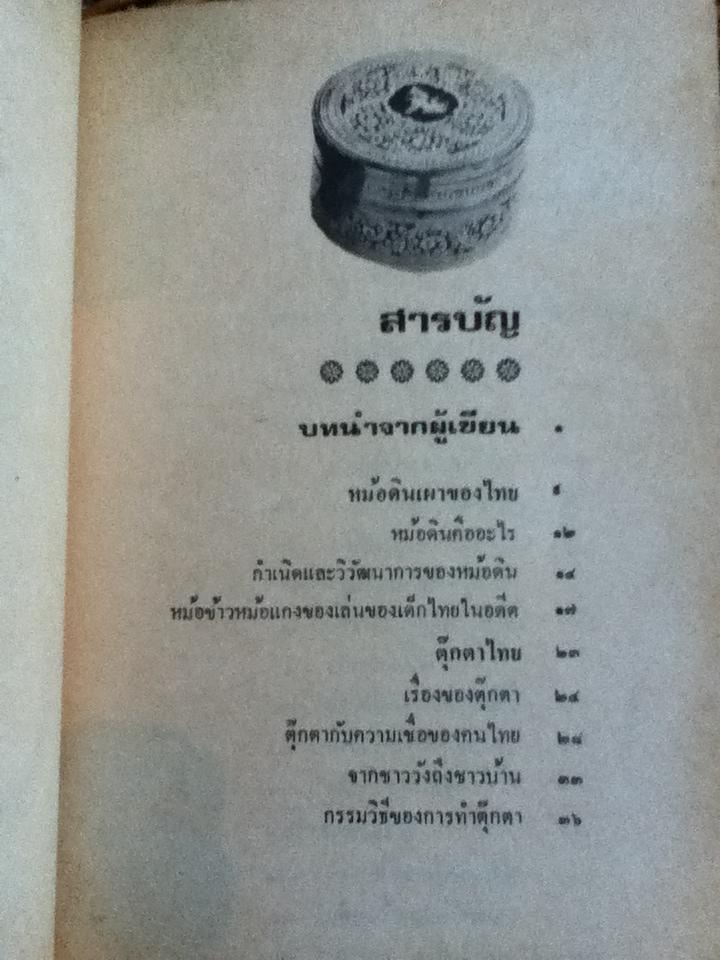 สารบัญ
บทนำจากผู้เขียน ๑
หม้อดินเผาของไทย ๙
หม้อดินคืออะไร ๑๒
กำเนิดและวิวัฒนาการของหม้อดิน ๑๔
หม้อข้าวหม้อแกงของเล่นของเด็กไทยในอดีต ๑๗
ตุ๊กตาไทย ๒๓
เรื่องของตุ๊กตา ๒๔
ตุ๊กตากับความเชื่อของคนไทย ๒๘
จากชาววังถึงชาวบ้าน ๓๓
กรรมวิธีของการทำตุ๊กตา ๓๖